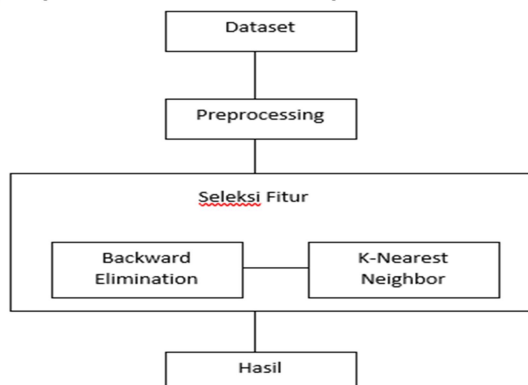 Dataset
Preprocessing
Seleksi Fitur
Backward
Elimination
K-Nearest
Neighbor
Hasil